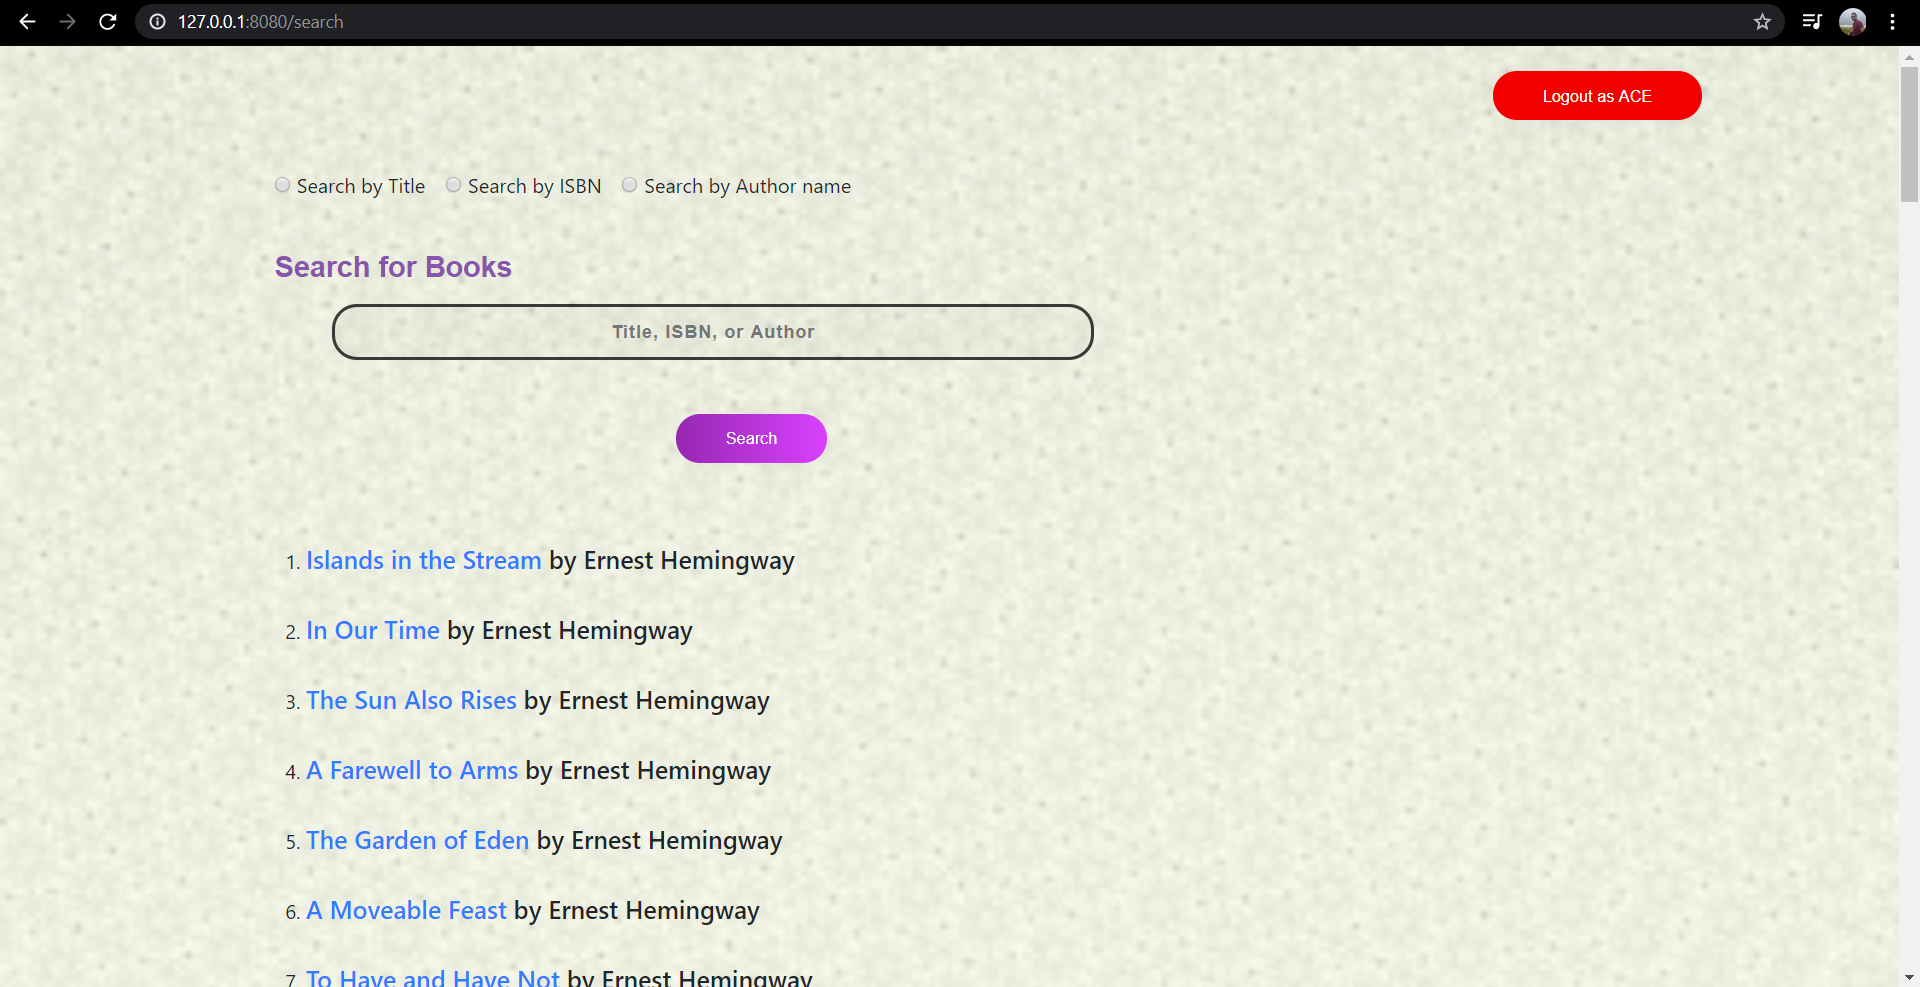 127.0.0.1:8080/search
Logout as ACE
Search by Title Search by ISBN Search by Author name
Search for Books
Title, ISBN, or Author
Search
1. Islands in the Stream by Ernest Hemingway
2. In Our Time by Ernest Hemingway
3. The Sun Also Rises by Ernest Hemingway
4. A Farewell to Arms by Ernest Hemingway
5. The Garden of Eden by Ernest Hemingway
6. A Moveable Feast by Ernest Hemingway
7. To Have and Have Not by Ernest Hemingway